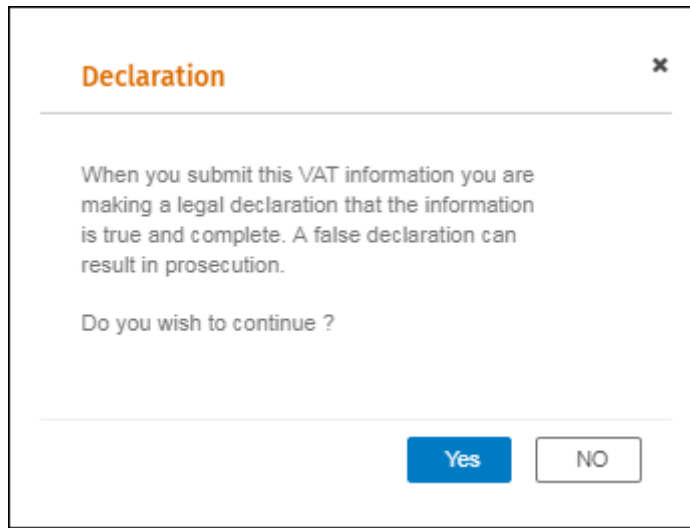 Declaration
✖
When you submit this VAT information you are
making a legal declaration that the information
is true and complete. A false declaration can
result in prosecution.
Do you wish to continue ?
Yes
NO